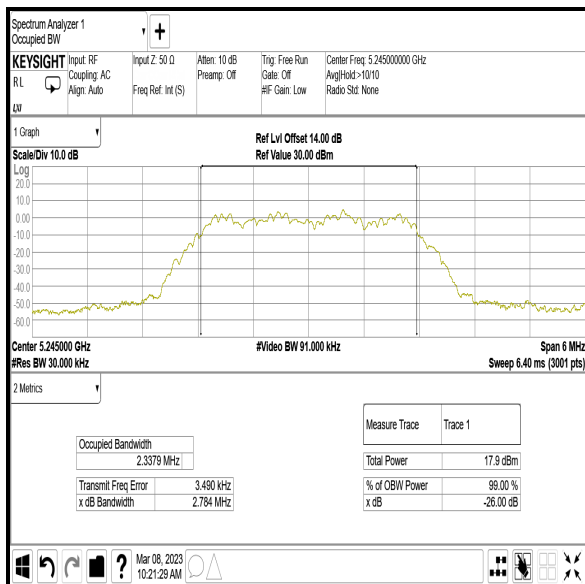 Spectrum Analyzer 1
Occupied BW
KEYSIGHT
R L
LXI
Input: RF
Coupling: AC
Align: Auto
Input Z: 50 Ω
Freq Ref: Int (S)
Atten: 10 dB
Preamp: Off
Trig: Free Run
Gate: Off
#IF Gain: Low
Center Freq: 5.245000000 GHz
Avg|Hold:>10/10
Radio Std: None
1 Graph
Scale/Div 10.0 dB
Ref Lvl Offset 14.00 dB
Ref Value 30.00 dBm
Log
20.0
10.0
0.00
-10.0
-20.0
-30.0
-40.0
-50.0
-60.0
Center 5.245000 GHz
#Video BW 91.000 kHz
Span 6 MHz
#Res BW 30.000 kHz
Sweep 6.40 ms (3001 pts)
2 Metrics
Occupied Bandwidth
2.3379 MHz
Transmit Freq Error 3.490 kHz
x dB Bandwidth 2.784 MHz
Measure Trace Trace 1
Total Power 17.9 dBm
% of OBW Power 99.00 %
x dB -26.00 dB
?
Mar 08, 2023
10:21:29 AM